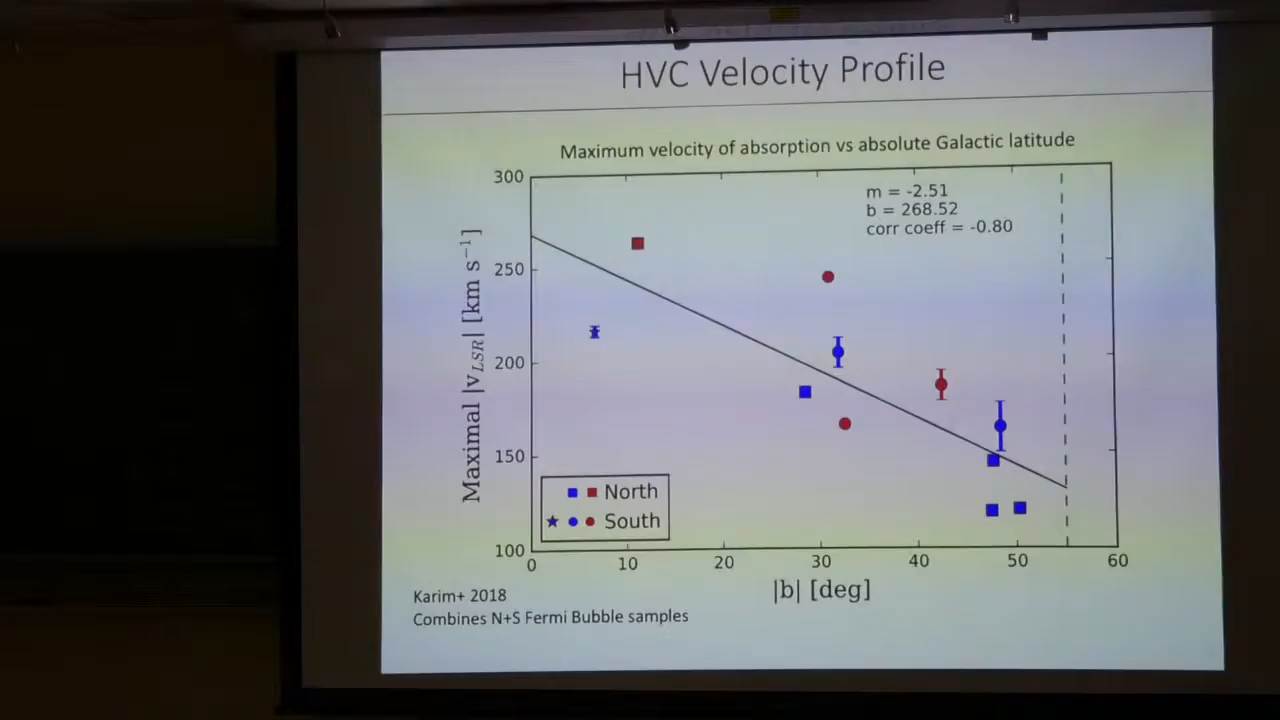 HVC Velocity Profile
Maximum velocity of absorption vs absolute Galactic latitude
m = -2.51
b = 268.52
corr coeff = -0.80
Maximal |v_LSR| [km s⁻¹]
300
250
200
150
100
North
South
0 10 20 30 40 50 60
|b| [deg]
Karim+ 2018
Combines N+S Fermi Bubble samples